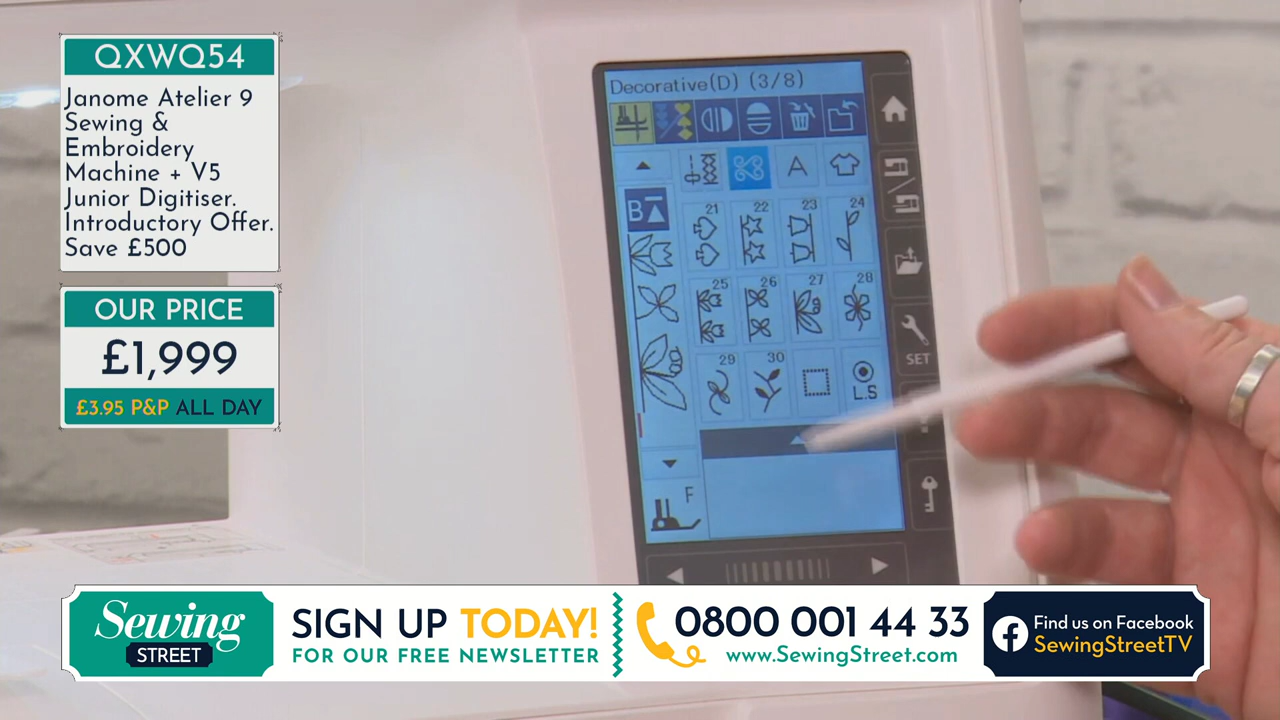 QXWQ54
Janome Atelier 9
Sewing &
Embroidery
Machine + V5
Junior Digitiser.
Introductory Offer.
Save £500
OUR PRICE
£1,999
£3.95 P&P ALL DAY
Decorative(D) (3/8)
A
B
21 22 23 24
25 26 27 28
29 30
L.S
F
SET
Sewing
STREET
SIGN UP TODAY!
FOR OUR FREE NEWSLETTER
0800 001 44 33
www.SewingStreet.com
Find us on Facebook
SewingStreetTV